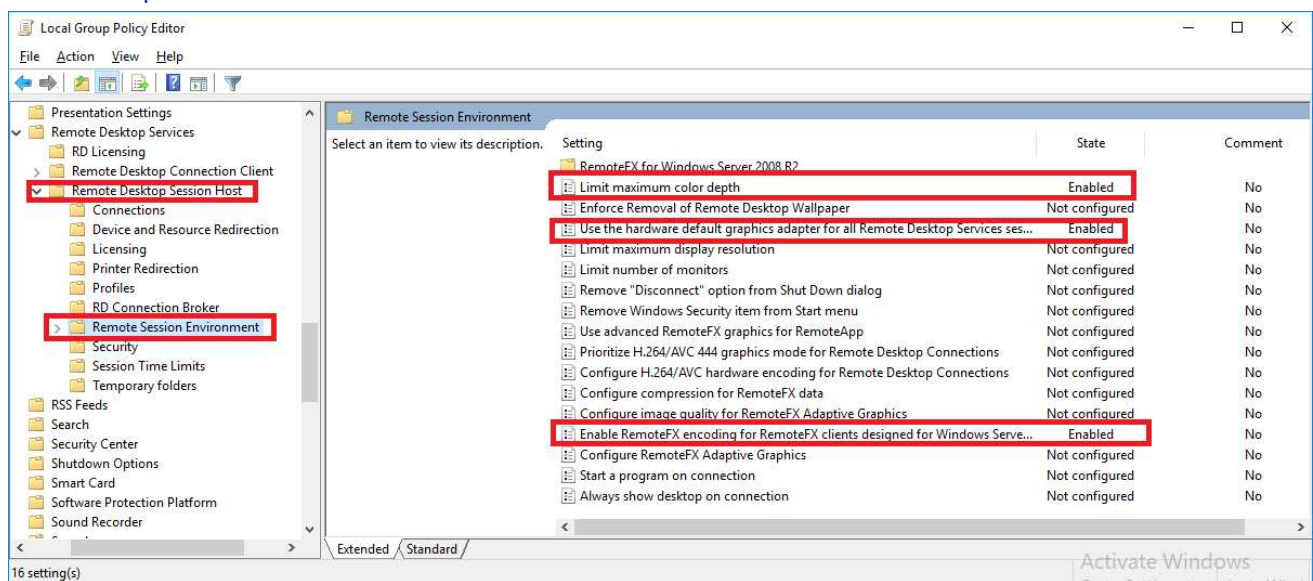 Local Group Policy Editor
File Action View Help
Presentation Settings
Remote Desktop Services
RD Licensing
Remote Desktop Connection Client
Remote Desktop Session Host
Connections
Device and Resource Redirection
Licensing
Printer Redirection
Profiles
RD Connection Broker
Remote Session Environment
Security
Session Time Limits
Temporary folders
RSS Feeds
Search
Security Center
Shutdown Options
Smart Card
Software Protection Platform
Sound Recorder
Remote Session Environment
Select an item to view its description.
Setting State Comment
RemoteFX for Windows Server 2008 R2
Limit maximum color depth Enabled No
Enforce Removal of Remote Desktop Wallpaper Not configured No
Use the hardware default graphics adapter for all Remote Desktop Services ses... Enabled No
Limit maximum display resolution Not configured No
Limit number of monitors Not configured No
Remove "Disconnect" option from Shut Down dialog Not configured No
Remove Windows Security item from Start menu Not configured No
Use advanced RemoteFX graphics for RemoteApp Not configured No
Prioritize H.264/AVC 444 graphics mode for Remote Desktop Connections Not configured No
Configure H.264/AVC hardware encoding for Remote Desktop Connections Not configured No
Configure compression for RemoteFX data Not configured No
Configure image quality for RemoteFX Adaptive Graphics Not configured No
Enable RemoteFX encoding for RemoteFX clients designed for Windows Serve... Enabled No
Configure RemoteFX Adaptive Graphics Not configured No
Start a program on connection Not configured No
Always show desktop on connection Not configured No
Extended Standard
Activate Windows
16 setting(s)